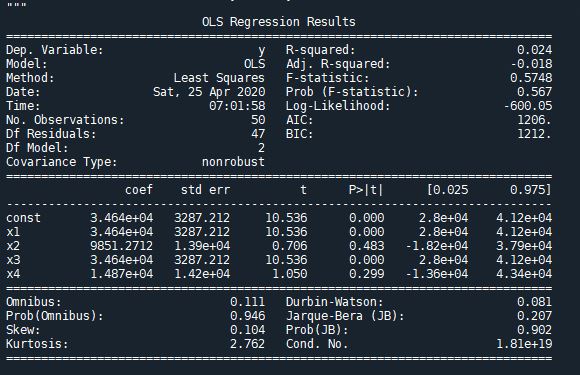 """
OLS Regression Results
==============================================================================
Dep. Variable: y R-squared: 0.024
Model: OLS Adj. R-squared: -0.018
Method: Least Squares F-statistic: 0.5748
Date: Sat, 25 Apr 2020 Prob (F-statistic): 0.567
Time: 07:01:58 Log-Likelihood: -600.05
No. Observations: 50 AIC: 1206.
Df Residuals: 47 BIC: 1212.
Df Model: 2
Covariance Type: nonrobust
==============================================================================
coef std err t P>|t| [0.025 0.975]
------------------------------------------------------------------------------
const 3.464e+04 3287.212 10.536 0.000 2.8e+04 4.12e+04
x1 3.464e+04 3287.212 10.536 0.000 2.8e+04 4.12e+04
x2 9851.2712 1.39e+04 0.706 0.483 -1.82e+04 3.79e+04
x3 3.464e+04 3287.212 10.536 0.000 2.8e+04 4.12e+04
x4 1.487e+04 1.42e+04 1.050 0.299 -1.36e+04 4.34e+04
==============================================================================
Omnibus: 0.111 Durbin-Watson: 0.081
Prob(Omnibus): 0.946 Jarque-Bera (JB): 0.207
Skew: 0.104 Prob(JB): 0.902
Kurtosis: 2.762 Cond. No. 1.81e+19
==============================================================================